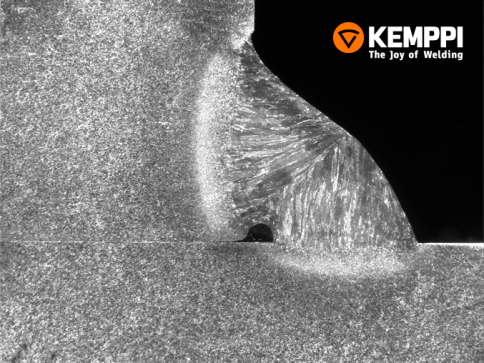 KEMPPI
The Joy of Welding